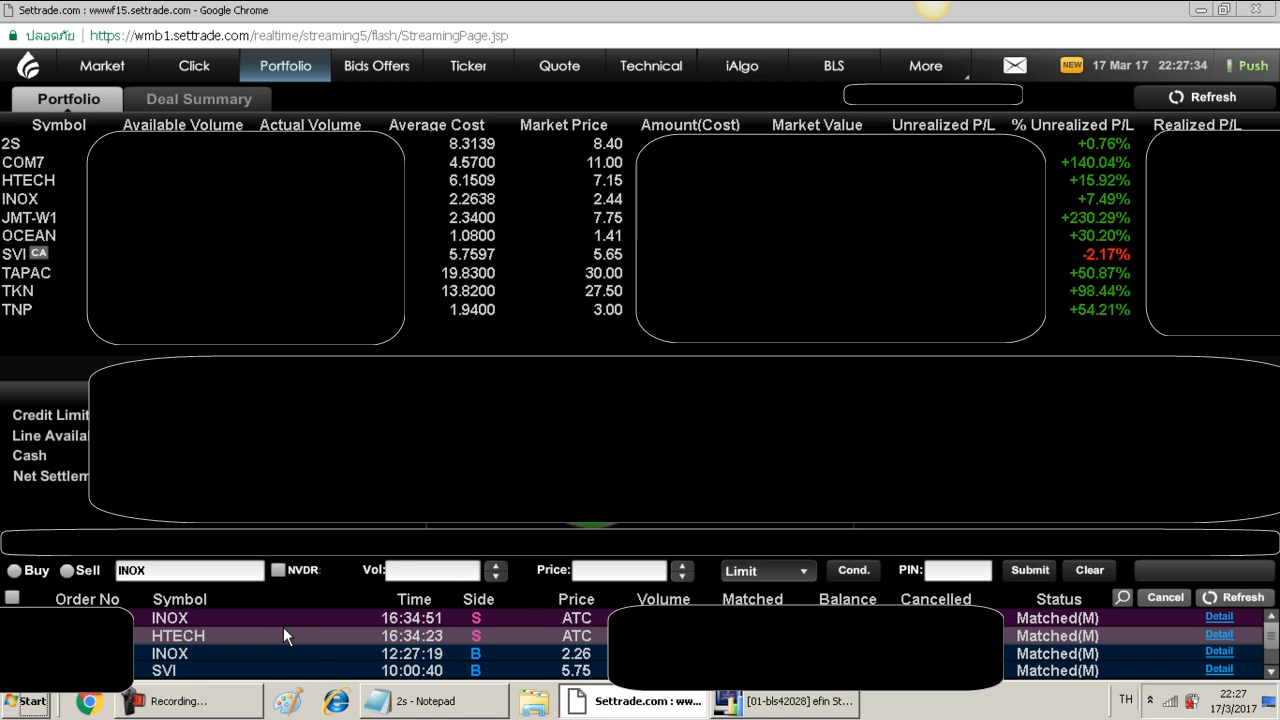 Settrade.com : wwwf15.settrade.com - Google Chrome
ปลอดภัย https://wmb1.settrade.com/realtime/streaming5/flash/StreamingPage.jsp
Market Click Portfolio Bids Offers Ticker Quote Technical iAlgo BLS More NEW 17 Mar 17 22:27:34 Push
Portfolio Deal Summary Refresh
Symbol Available Volume Actual Volume Average Cost Market Price Amount(Cost) Market Value Unrealized P/L % Unrealized P/L Realized P/L
2S 8.3139 8.40 +0.76%
COM7 4.5700 11.00 +140.04%
HTECH 6.1509 7.15 +15.92%
INOX 2.2638 2.44 +7.49%
JMT-W1 2.3400 7.75 +230.29%
OCEAN 1.0800 1.41 +30.20%
SVI CA 5.7597 5.65 -2.17%
TAPAC 19.8300 30.00 +50.87%
TKN 13.8200 27.50 +98.44%
TNP 1.9400 3.00 +54.21%
Credit Limit
Line Availa
Cash
Net Settlem
Buy Sell INOX NVDR: Vol: Price: Limit Cond. PIN: Submit Clear
Order No Symbol Time Side Price Volume Matched Balance Cancelled Status Cancel Refresh
INOX 16:34:51 S ATC Matched(M) Detail
HTECH 16:34:23 S ATC Matched(M) Detail
INOX 12:27:19 B 2.26 Matched(M) Detail
SVI 10:00:40 B 5.75 Matched(M) Detail
Start Recording... 2s - Notepad Settrade.com : ww... [01-bls42028] efin St... TH 22:27
17/3/2017